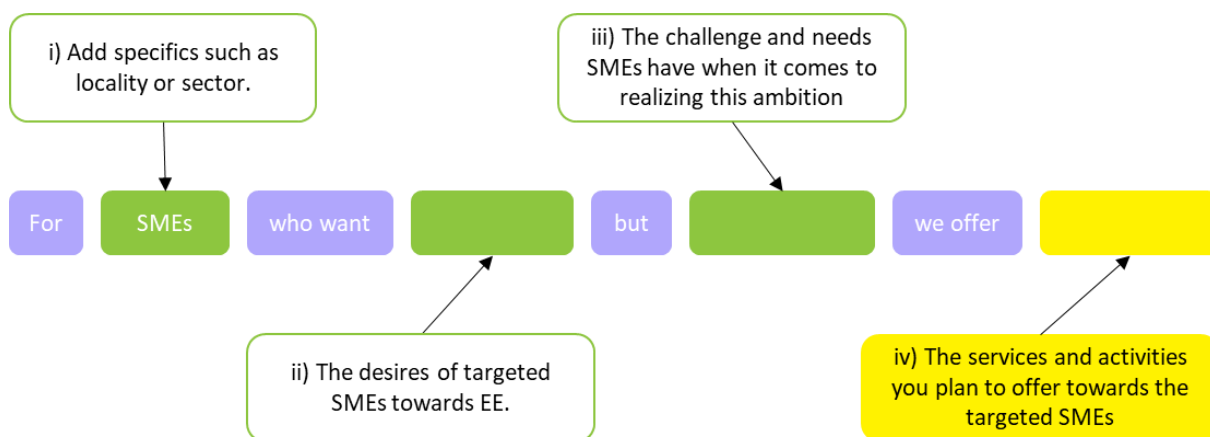 i) Add specifics such as
locality or sector.
iii) The challenge and needs
SMEs have when it comes to
realizing this ambition
For SMEs who want but we offer
ii) The desires of targeted
SMEs towards EE.
iv) The services and activities
you plan to offer towards the
targeted SMEs